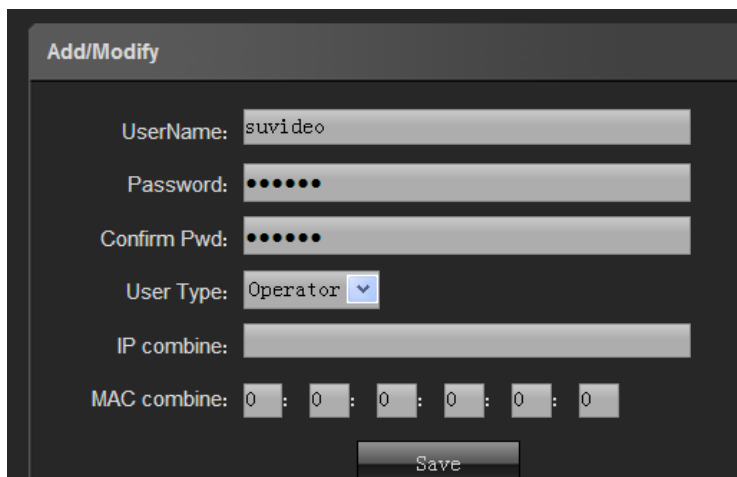 Add/Modify
UserName: suvideo
Password: ••••••
Confirm Pwd: ••••••
User Type: Operator
IP combine:
MAC combine: 0 : 0 : 0 : 0 : 0 : 0
Save